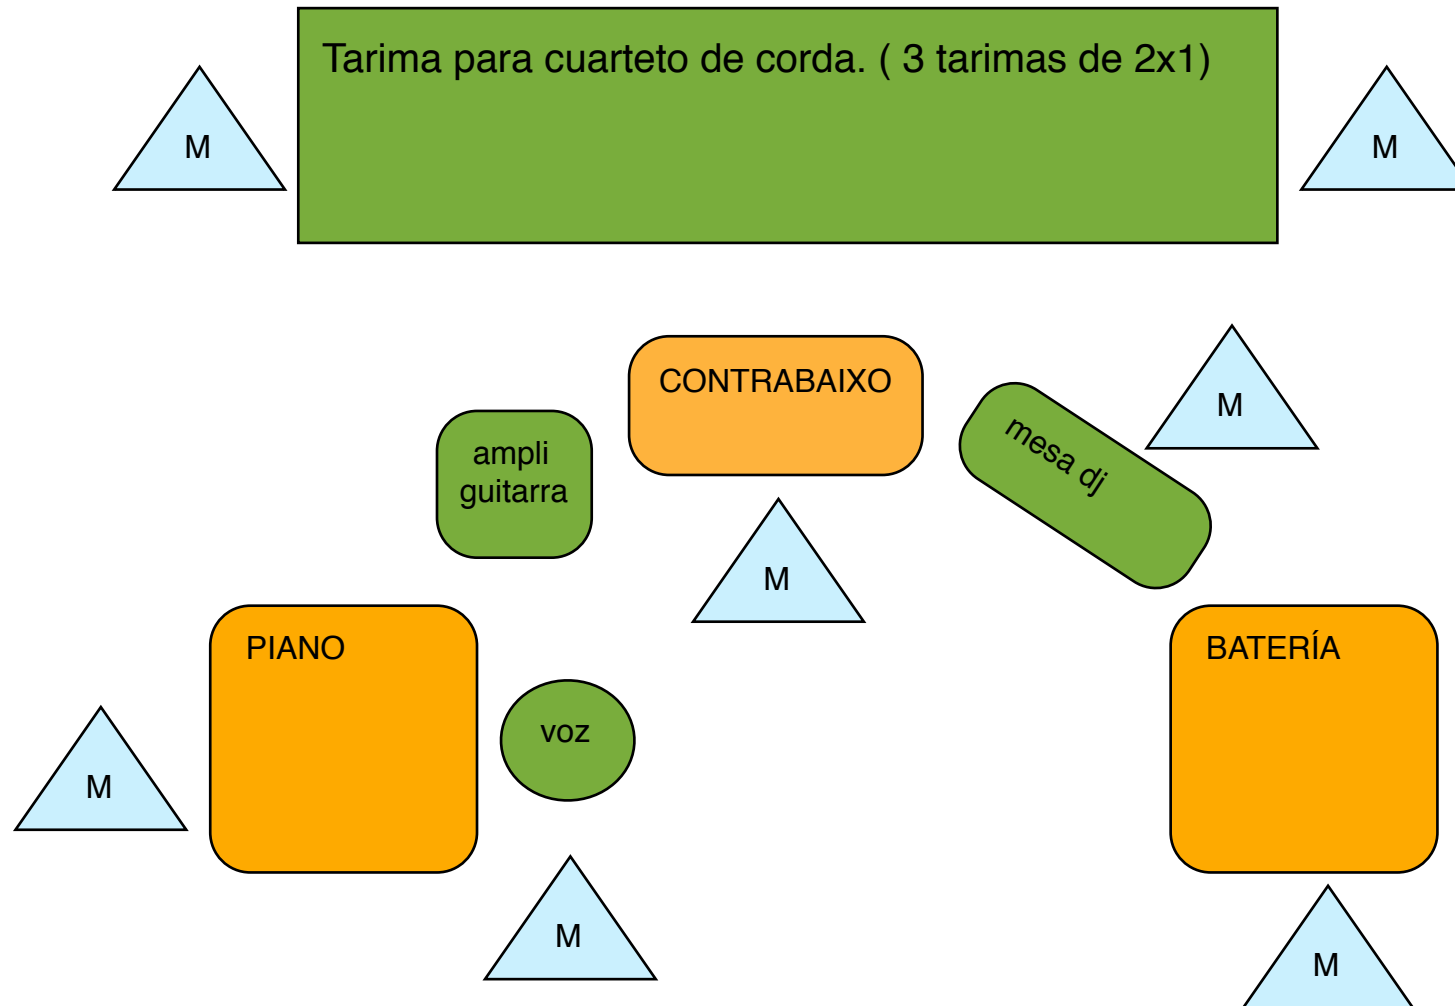 Tarima para cuarteto de corda. ( 3 tarimas de 2x1)
M
M
CONTRABAIXO
M
mesa dj
ampli
guitarra
M
PIANO
BATERÍA
voz
M
M
M